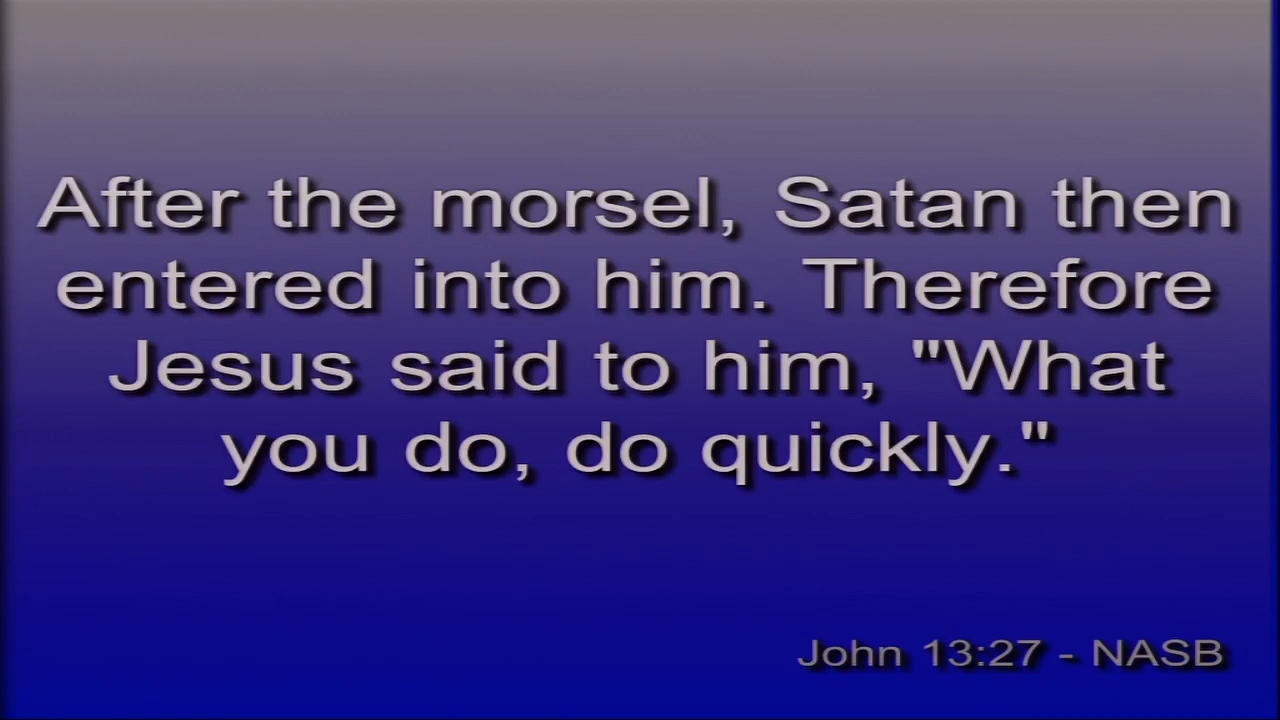 After the morsel, Satan then
entered into him. Therefore
Jesus said to him, "What
you do, do quickly."
John 13:27 - NASB